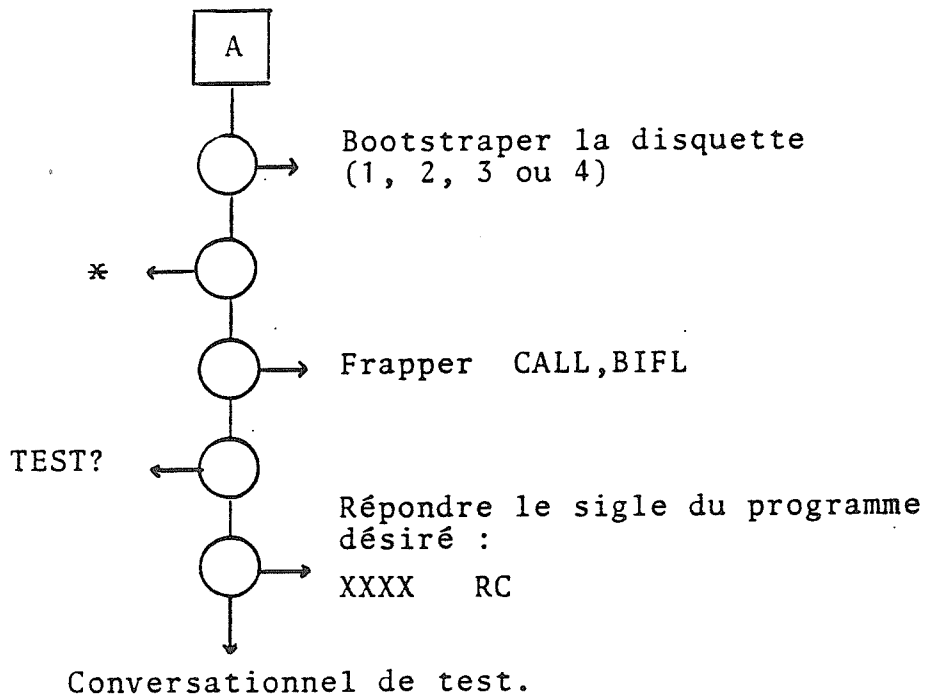 A
Bootstraper la disquette
(1, 2, 3 ou 4)
*
Frapper CALL,BIFL
TEST?
Répondre le sigle du programme
désiré :
XXXX RC
Conversationnel de test.